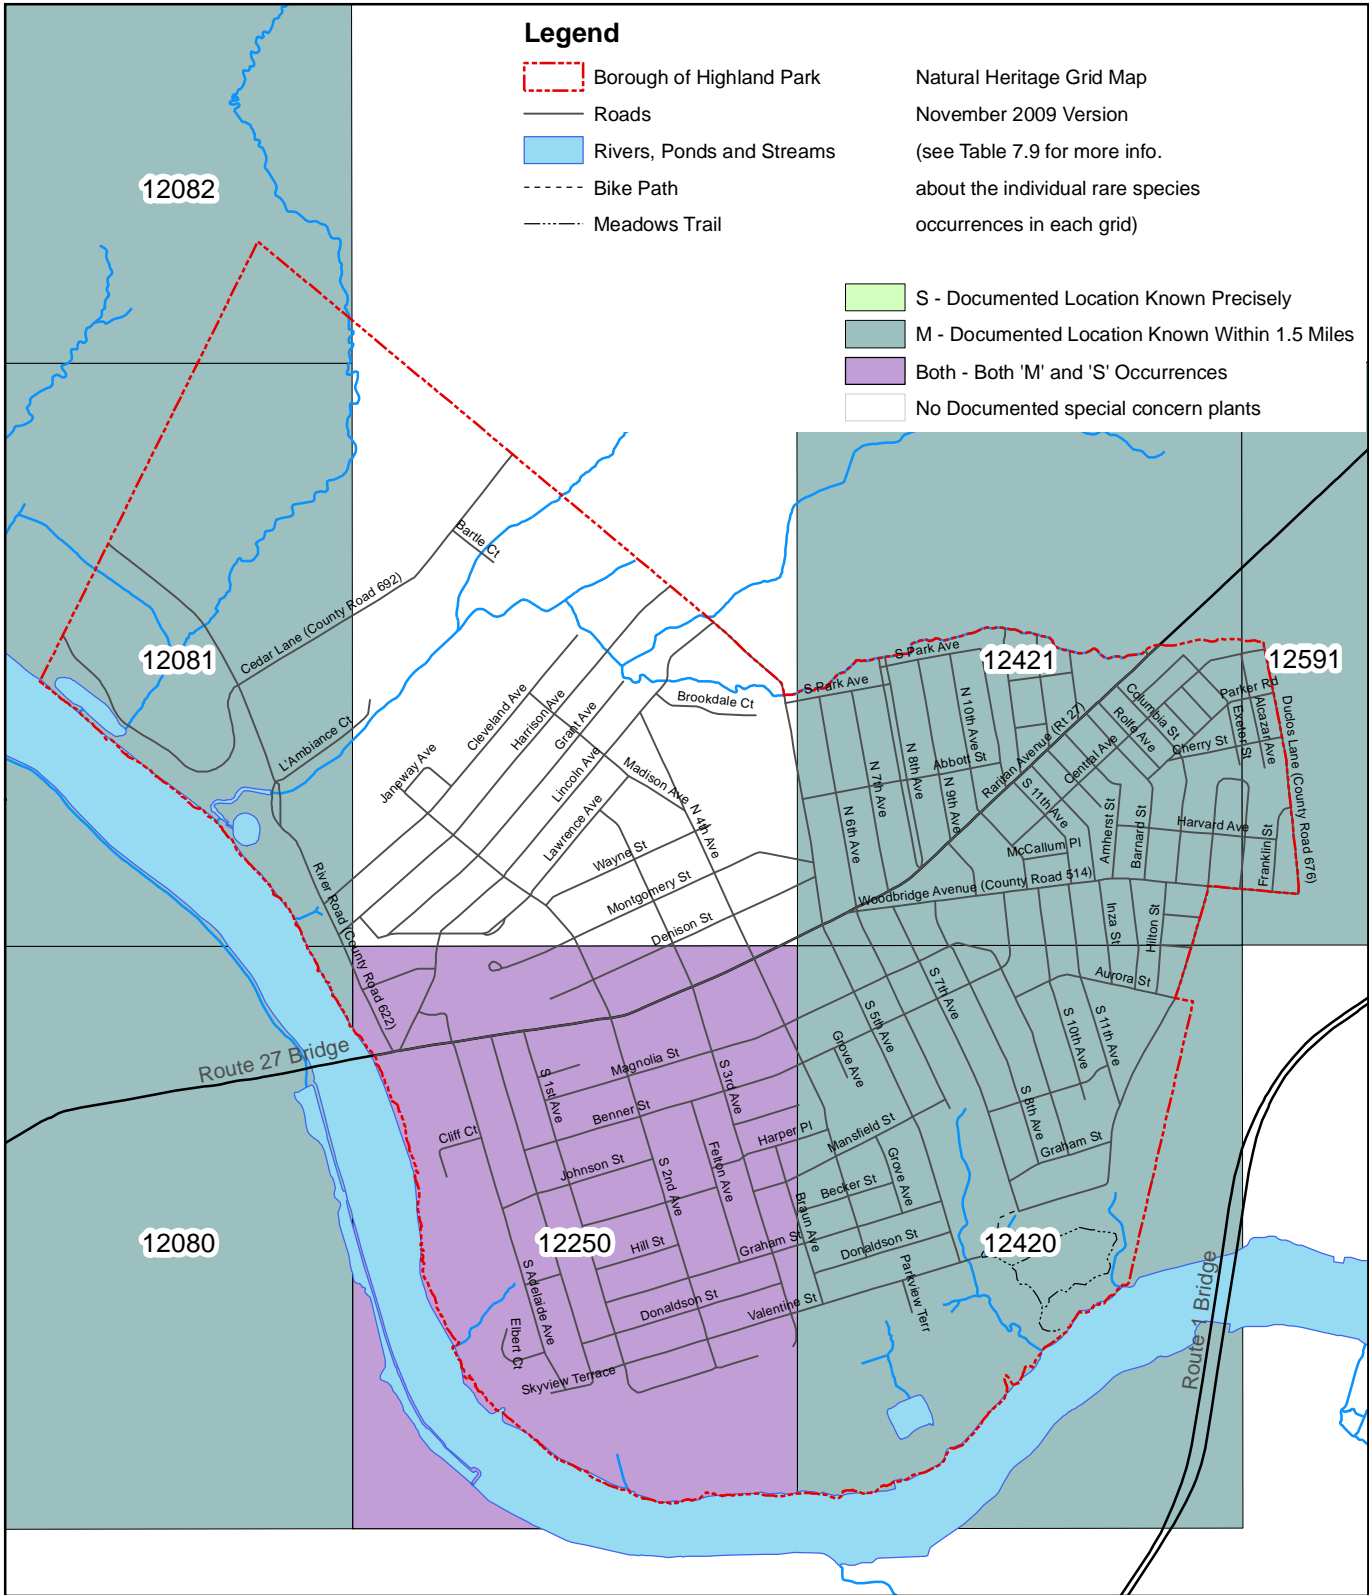 Legend
Borough of Highland Park
Roads
Rivers, Ponds and Streams
Bike Path
Meadows Trail
Natural Heritage Grid Map
November 2009 Version
(see Table 7.9 for more info.
about the individual rare species
occurrences in each grid)
S - Documented Location Known Precisely
M - Documented Location Known Within 1.5 Miles
Both - Both 'M' and 'S' Occurrences
No Documented special concern plants
12082
12081
12421
12591
12080
12250
12420
Bartle Ct
Cedar Lane (County Road 692)
L'Ambiance Ct
Janeway Ave
Cleveland Ave
Harrison Ave
Grant Ave
Lincoln Ave
Lawrence Ave
Brookdale Ct
Madison Ave
N 4th Ave
Wayne St
Montgomery St
Denison St
River Road (County Road 622)
S Park Ave
S Park Ave
N 6th Ave
N 7th Ave
N 8th Ave
N 9th Ave
N 10th Ave
Ct
Abbott St
Raritan Avenue (Rt 27)
Central Ave
Columbia St
Rolfe Ave
Cherry St
Parker Rd
Exeter St
Alcazar Ave
Duclos Lane (County Road 676)
S 11th Ave
McCallum Pl
Amherst St
Barnard St
Harvard Ave
Franklin St
Woodbridge Avenue (County Road 514)
Inza St
Hilton St
Aurora St
Route 27 Bridge
Magnolia St
S 1st Ave
Benner St
Cliff Ct
Johnson St
S 2nd Ave
S 3rd Ave
Felton Ave
Harper Pl
Grove Ave
Mansfield St
S 5th Ave
S 7th Ave
S 8th Ave
S 10th Ave
S 11th Ave
Graham St
Becker St
Grove Ave
Braun Ave
Graham St
Donaldson St
Hill St
Donaldson St
Valentine St
Parkview Terr
S Adelaide Ave
Elbert Ct
Skyview Terrace
Route 1 Bridge